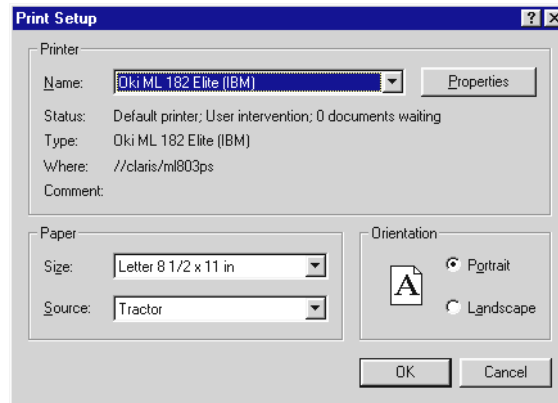 Print Setup
Printer
Name: Oki ML 182 Elite (IBM) Properties
Status: Default printer; User intervention; 0 documents waiting
Type: Oki ML 182 Elite (IBM)
Where: //claris/ml803ps
Comment:
Paper
Size: Letter 8 1/2 x 11 in
Source: Tractor
Orientation
A
Portrait
Landscape
OK Cancel